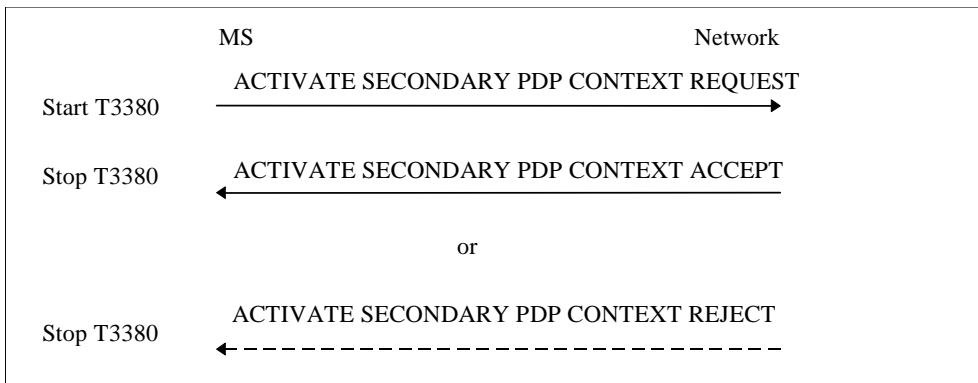 MS Network
ACTIVATE SECONDARY PDP CONTEXT REQUEST
Start T3380
ACTIVATE SECONDARY PDP CONTEXT ACCEPT
Stop T3380
or
ACTIVATE SECONDARY PDP CONTEXT REJECT
Stop T3380